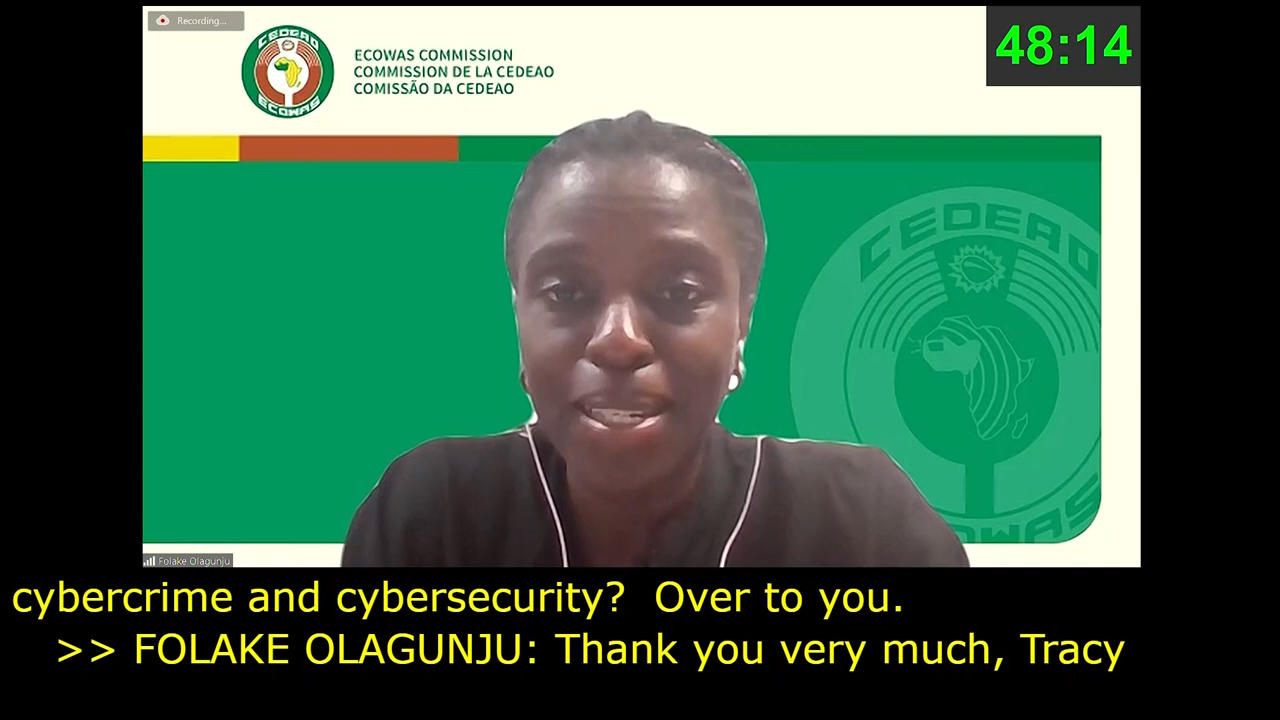 Recording...
CEDEAO
ECOWAS
ECOWAS COMMISSION
COMMISSION DE LA CEDEAO
COMISSÃO DA CEDEAO
48:14
CEDEAO
ECOWAS
Folake Olagunju
cybercrime and cybersecurity?  Over to you.
>> FOLAKE OLAGUNJU: Thank you very much, Tracy